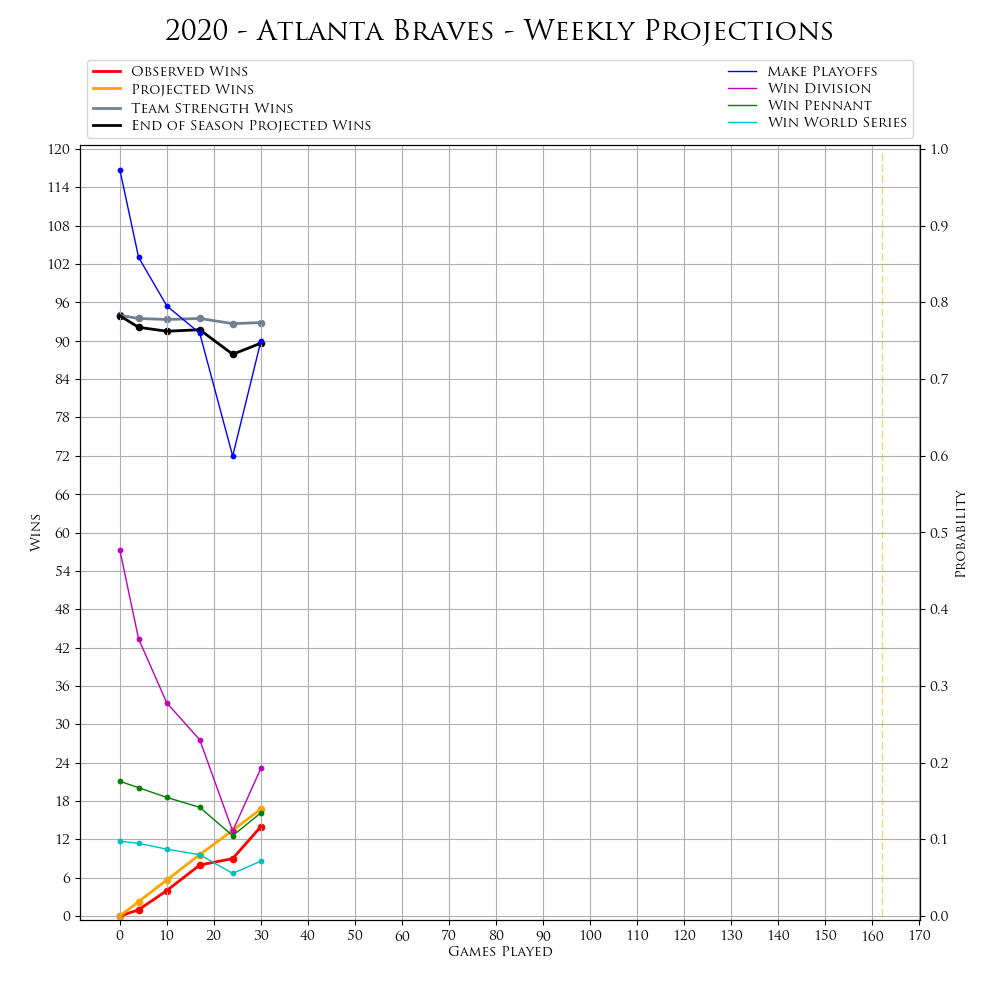 2020 - Atlanta Braves - Weekly Projections
Observed Wins
Projected Wins
Team Strength Wins
End of Season Projected Wins
Make Playoffs
Win Division
Win Pennant
Win World Series
120
114
108
102
96
90
84
78
72
66
60
54
48
42
36
30
24
18
12
6
0
Wins
1.0
0.9
0.8
0.7
0.6
0.5
0.4
0.3
0.2
0.1
0.0
Probability
0 10 20 30 40 50 60 70 80 90 100 110 120 130 140 150 160 170
Games Played